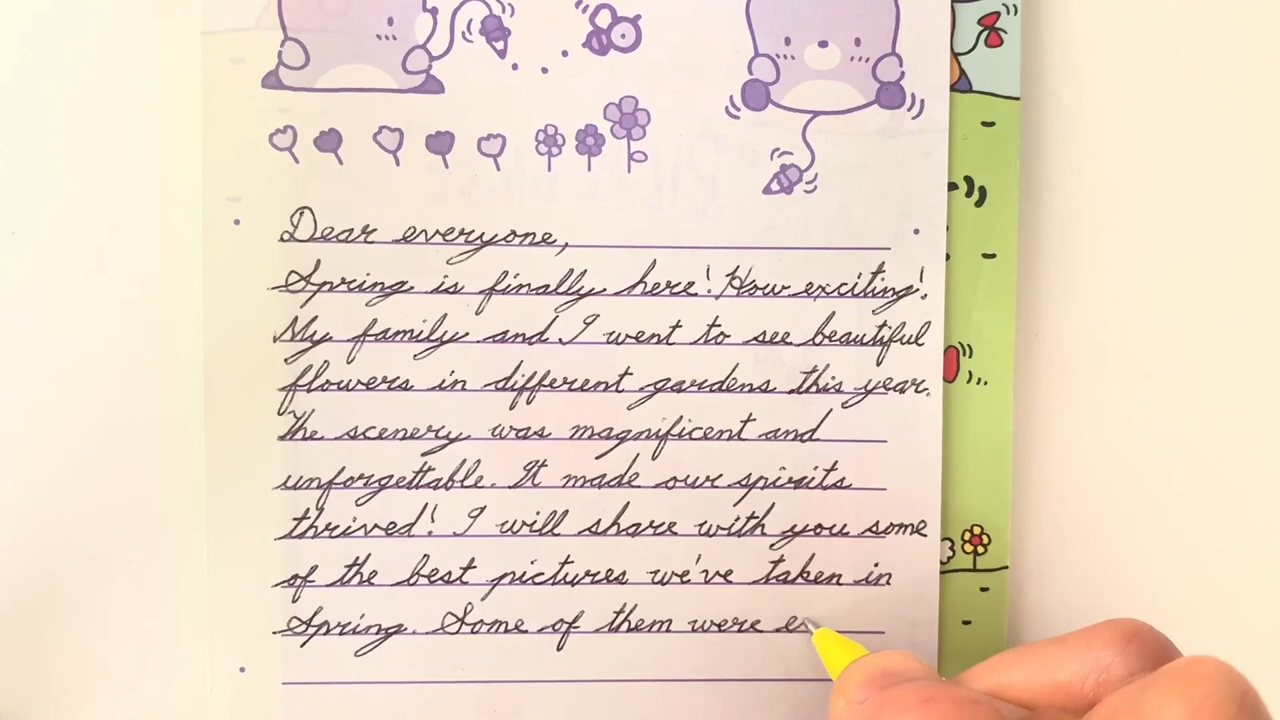 Dear everyone,
Spring is finally here! How exciting!
My family and I went to see beautiful
flowers in different gardens this year.
The scenery was magnificent and
unforgettable. It made our spirits
thrived! I will share with you some
of the best pictures we've taken in
Spring. Some of them were